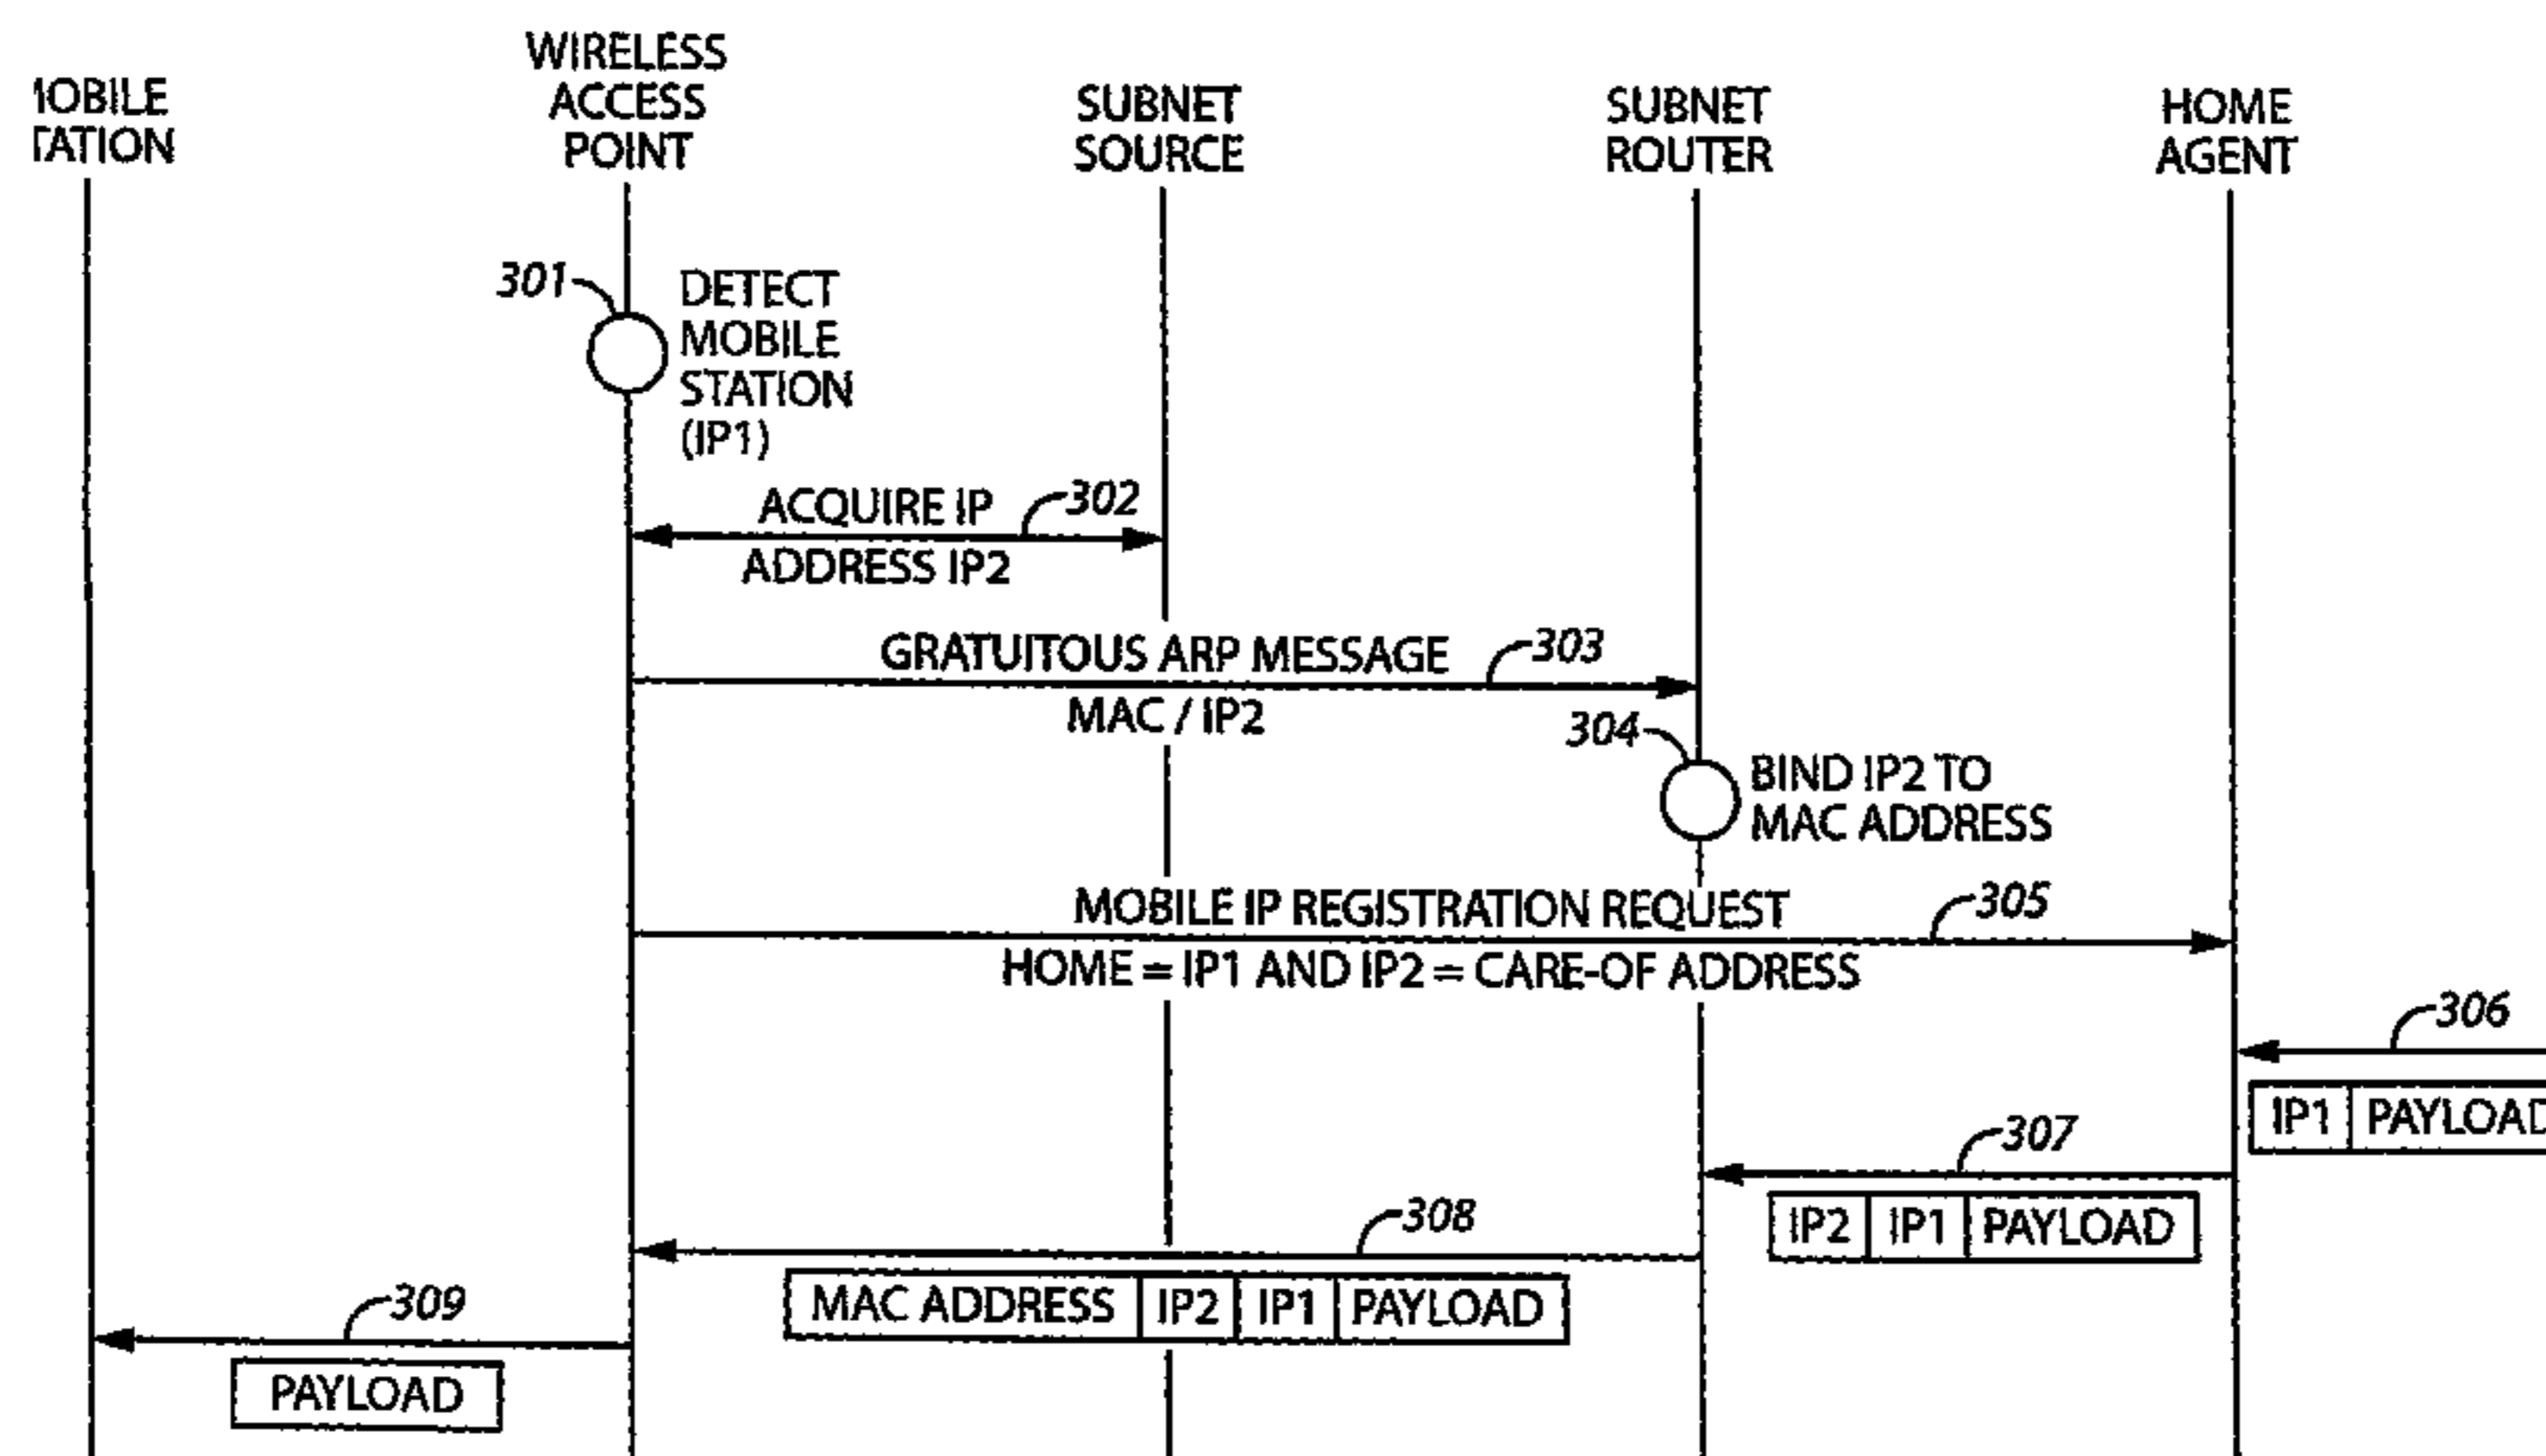 WIRELESS
ACCESS
POINT
SUBNET
SOURCE
SUBNET
ROUTER
HOME
AGENT
301
DETECT
MOBILE
STATION
(IP1)
ACQUIRE IP
302
ADDRESS IP2
GRATUITOUS ARP MESSAGE
303
MAC / IP2
304
BIND IP2 TO
MAC ADDRESS
MOBILE IP REGISTRATION REQUEST
305
HOME = IP1 AND IP2 = CARE-OF ADDRESS
306
IP1 PAYLOAD
307
IP2 IP1 PAYLOAD
308
MAC ADDRESS IP2 IP1 PAYLOAD
309
PAYLOAD